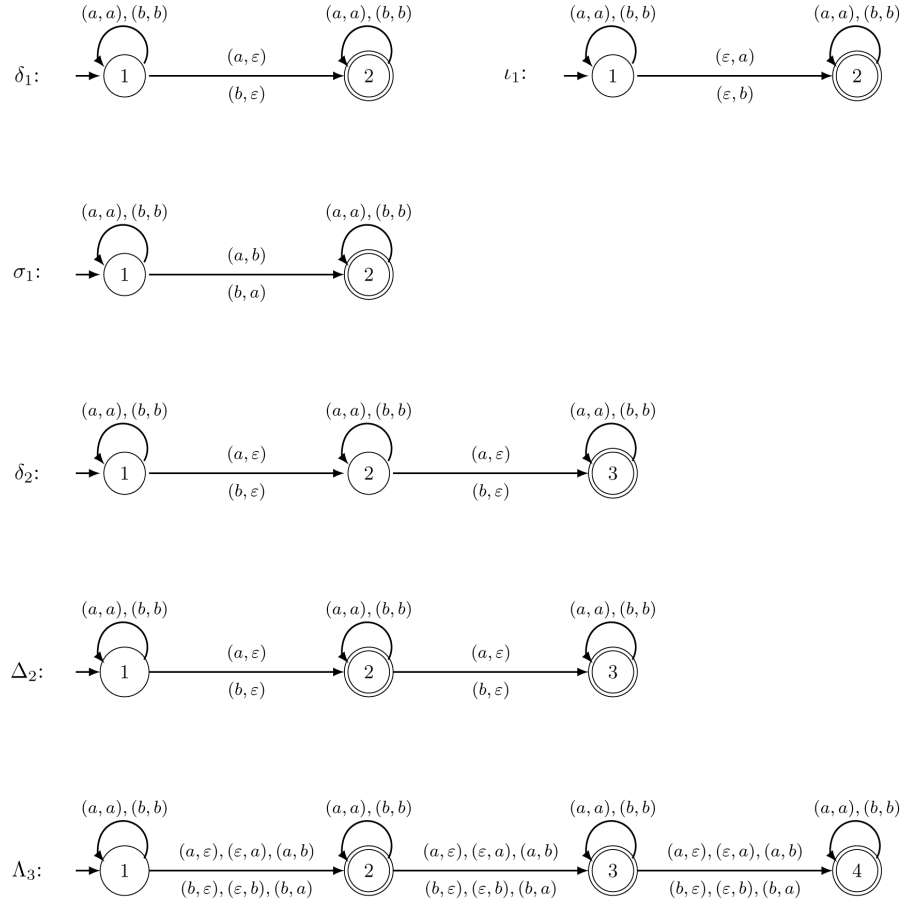 (a, a), (b, b) (a, a), (b, b) (a, a), (b, b) (a, a), (b, b)
(a, ε) (ε, a)
δ₁: 1 2 ι₁: 1 2
(b, ε) (ε, b)
(a, a), (b, b) (a, a), (b, b)
(a, b)
σ₁: 1 2
(b, a)
(a, a), (b, b) (a, a), (b, b) (a, a), (b, b)
(a, ε) (a, ε)
δ₂: 1 2 3
(b, ε) (b, ε)
(a, a), (b, b) (a, a), (b, b) (a, a), (b, b)
(a, ε) (a, ε)
Δ₂: 1 2 3
(b, ε) (b, ε)
(a, a), (b, b) (a, a), (b, b) (a, a), (b, b) (a, a), (b, b)
(a, ε), (ε, a), (a, b) (a, ε), (ε, a), (a, b) (a, ε), (ε, a), (a, b)
Λ₃: 1 2 3 4
(b, ε), (ε, b), (b, a) (b, ε), (ε, b), (b, a) (b, ε), (ε, b), (b, a)